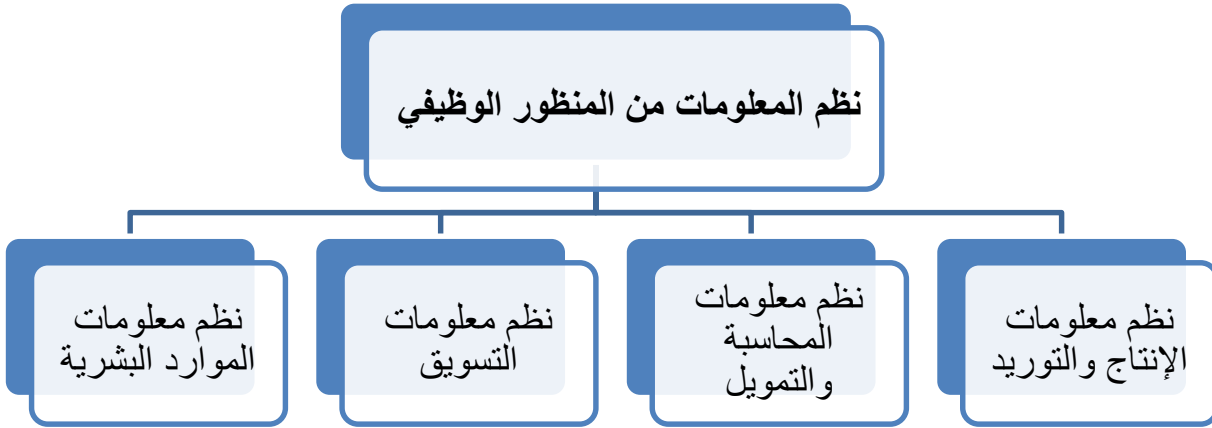 نظم المعلومات من المنظور الوظيفي
نظم معلومات
الإنتاج والتوريد
نظم معلومات
المحاسبة
والتمويل
نظم معلومات
التسويق
نظم معلومات
الموارد البشرية